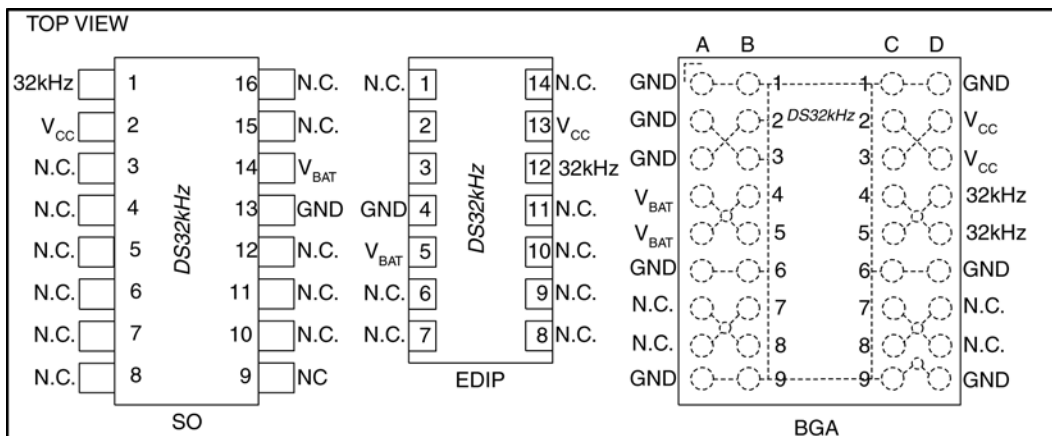 TOP VIEW
A B C D
32kHz 1 16 N.C. N.C. 1 14 N.C. GND 1 1 GND
VCC 2 15 N.C. 2 13 VCC GND 2 DS32kHz 2 VCC
N.C. 3 14 VBAT 3 12 32kHz GND 3 3 VCC
N.C. 4 13 GND GND 4 11 N.C. VBAT 4 4 32kHz
N.C. 5 12 N.C. VBAT 5 10 N.C. VBAT 5 5 32kHz
N.C. 6 11 N.C. N.C. 6 9 N.C. GND 6 6 GND
N.C. 7 10 N.C. N.C. 7 8 N.C. N.C. 7 7 N.C.
N.C. 8 9 NC N.C. 8 8 N.C.
GND 9 9 GND
DS32kHz
DS32kHz
SO
EDIP
BGA